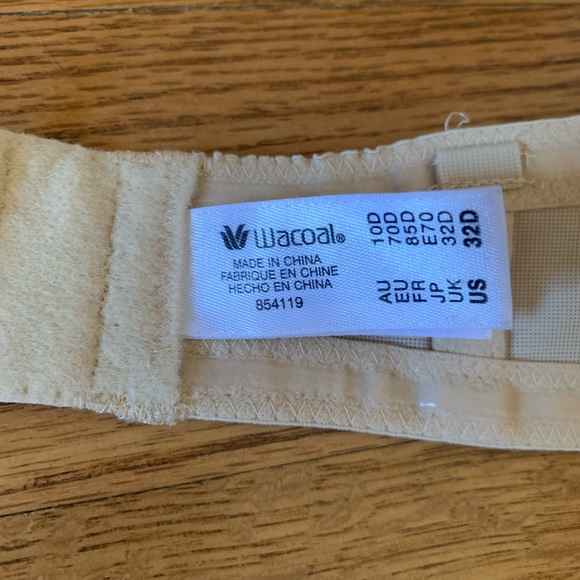 Wacoal®
MADE IN CHINA
FABRIQUE EN CHINE
HECHO EN CHINA
854119
AU 10D
EU 70D
FR 85D
JP E70
UK 32D
US 32D